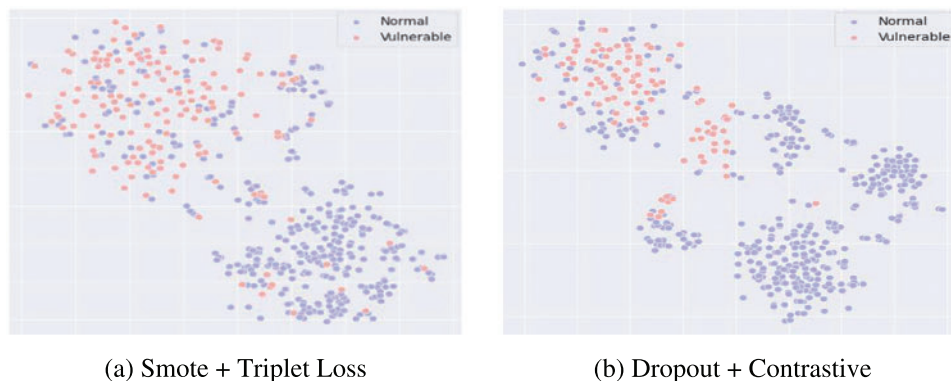 Normal
Vulnerable
Normal
Vulnerable
(a) Smote + Triplet Loss
(b) Dropout + Contrastive